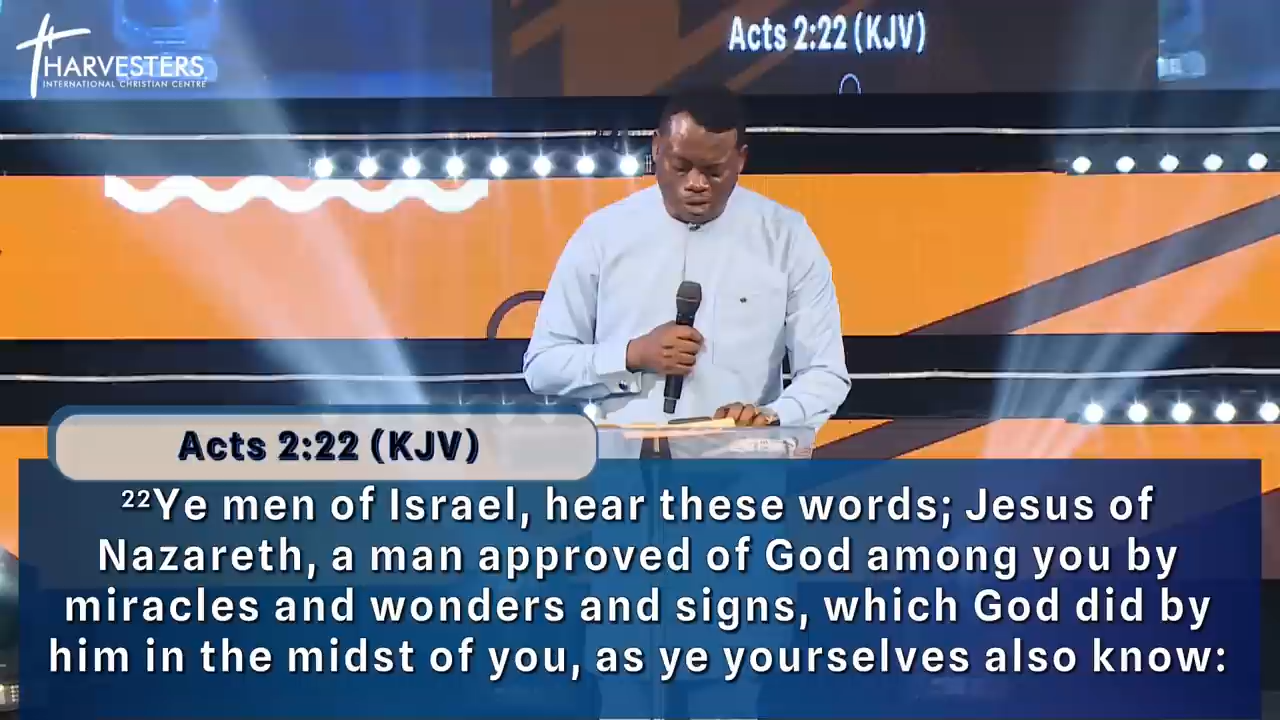 HARVESTERS
INTERNATIONAL CHRISTIAN CENTRE
Acts 2:22 (KJV)
Acts 2:22 (KJV)
²²Ye men of Israel, hear these words; Jesus of
Nazareth, a man approved of God among you by
miracles and wonders and signs, which God did by
him in the midst of you, as ye yourselves also know: